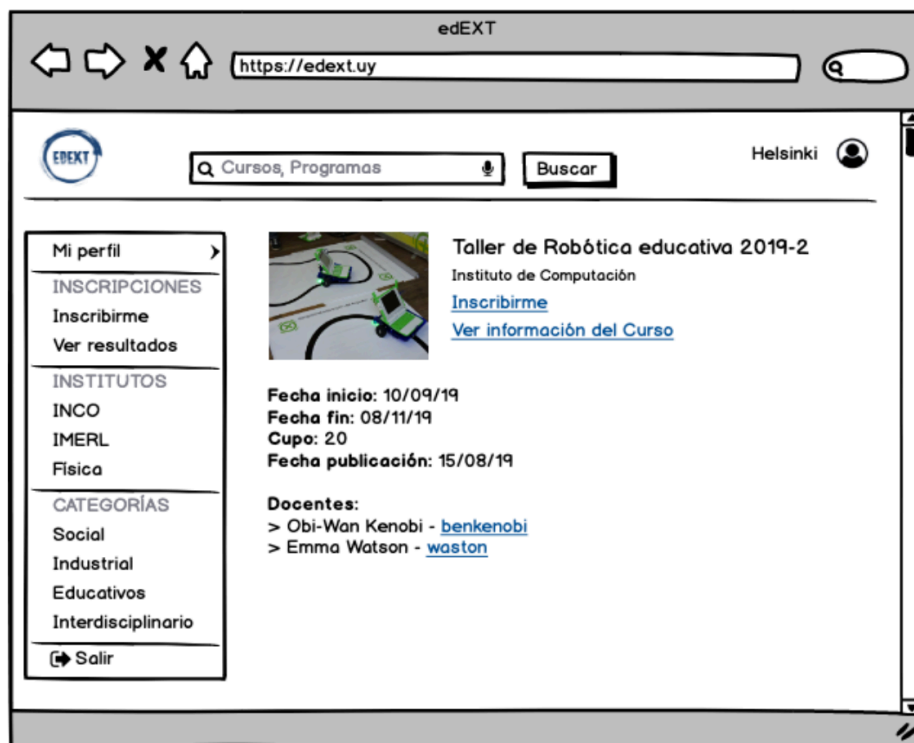 edEXT
https://edext.uy
EDEXT
Cursos, Programas
Buscar
Helsinki
Mi perfil
INSCRIPCIONES
Inscribirme
Ver resultados
INSTITUTOS
INCO
IMERL
Física
CATEGORÍAS
Social
Industrial
Educativos
Interdisciplinario
Salir
Taller de Robótica educativa 2019-2
Instituto de Computación
Inscribirme
Ver información del Curso
Fecha inicio: 10/09/19
Fecha fin: 08/11/19
Cupo: 20
Fecha publicación: 15/08/19
Docentes:
> Obi-Wan Kenobi - benkenobi
> Emma Watson - waston